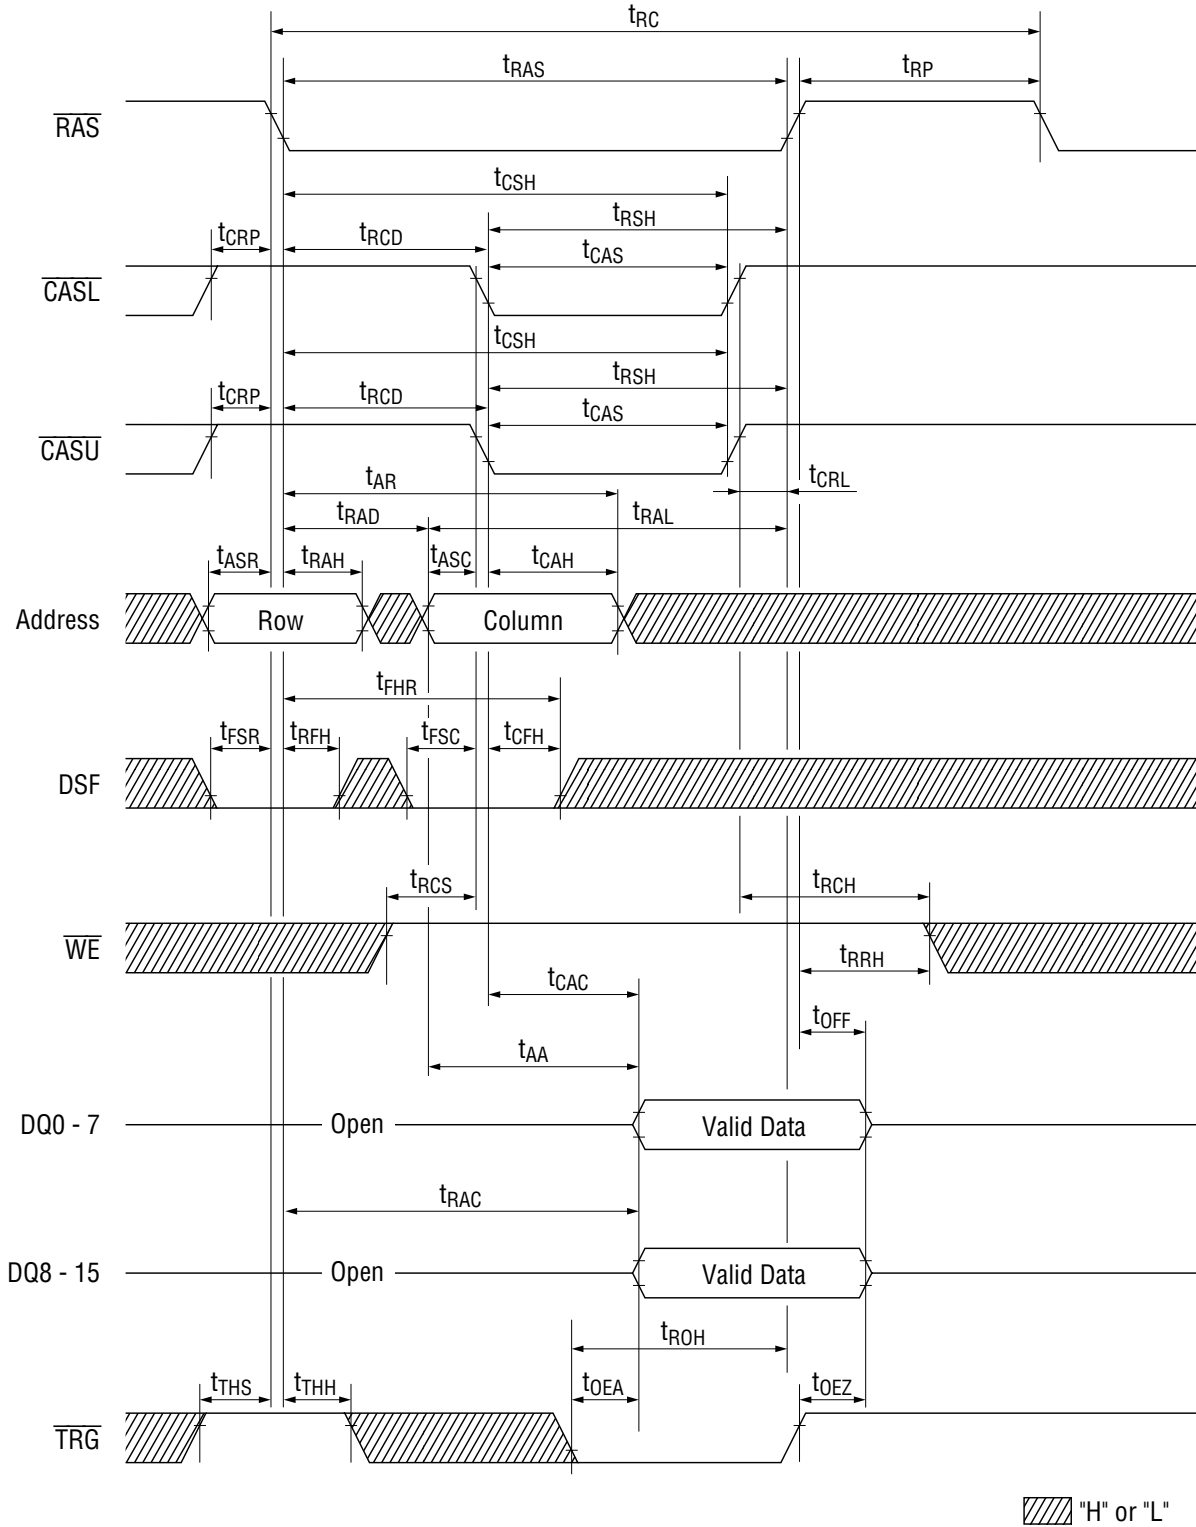 tRC
tRAS
tRP
RAS
tCSH
tRSH
tCRP
tRCD
tCAS
CASL
tCSH
tRSH
tCRP
tRCD
tCAS
CASU
tAR
tCRL
tRAD
tRAL
tASR
tRAH
tASC
tCAH
Address
Row
Column
tFHR
tFSR
tRFH
tFSC
tCFH
DSF
tRCS
tRCH
WE
tRRH
tCAC
tOFF
tAA
DQ0 - 7
Open
Valid Data
tRAC
DQ8 - 15
Open
Valid Data
tROH
tTHS
tTHH
tOEA
tOEZ
TRG
"H" or "L"